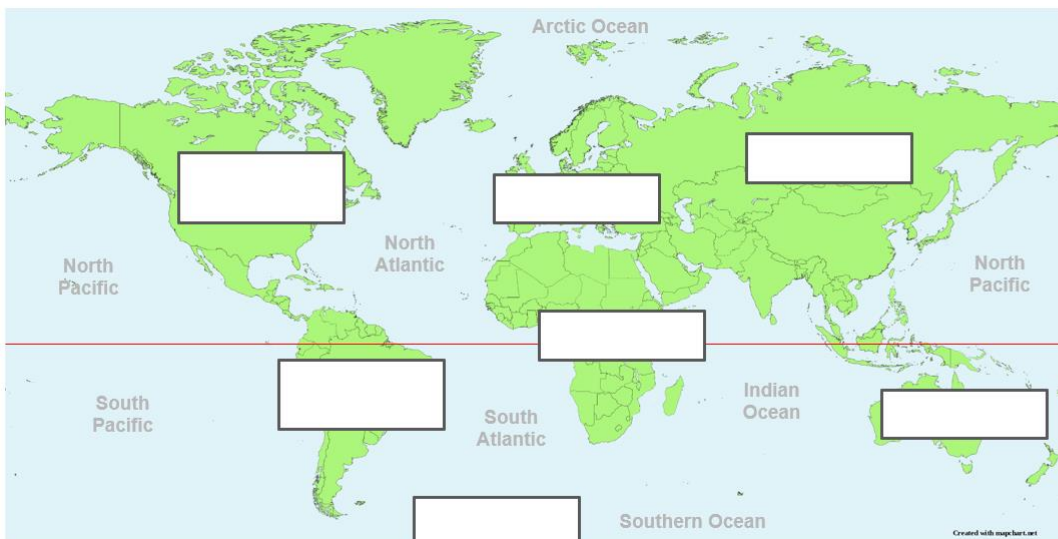 Arctic Ocean
North
Atlantic
North
Pacific
North
Pacific
South
Pacific
South
Atlantic
Indian
Ocean
Southern Ocean
Created with mapchart.net